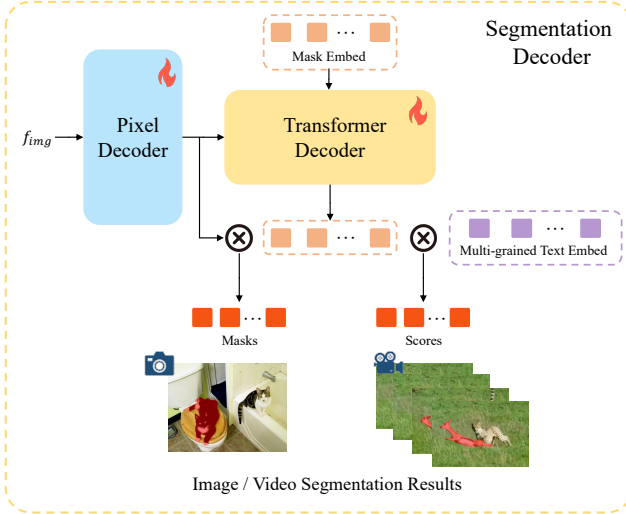 Segmentation
Decoder
Mask Embed
Pixel
Decoder
Transformer
Decoder
f_img
Multi-grained Text Embed
Masks
Scores
Image / Video Segmentation Results